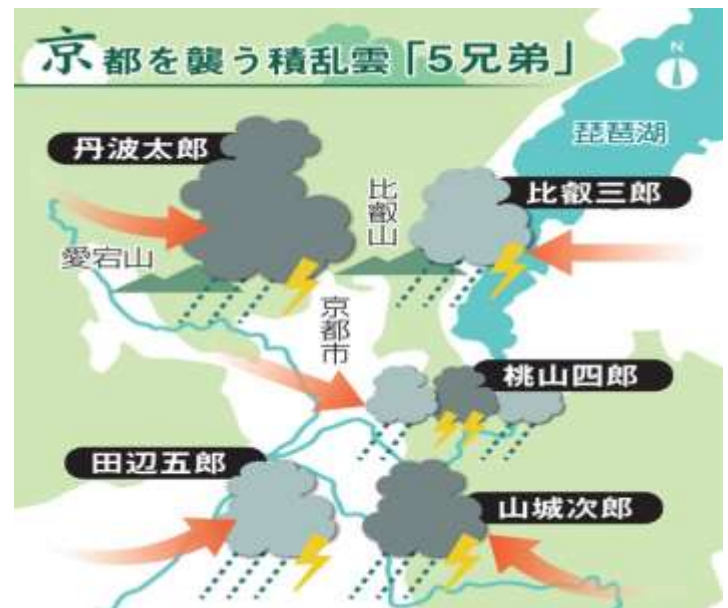 京都を襲う積乱雲「5兄弟」
N
琵琶湖
丹波太郎
比叡山
比叡三郎
愛宕山
京都市
桃山四郎
田辺五郎
山城次郎